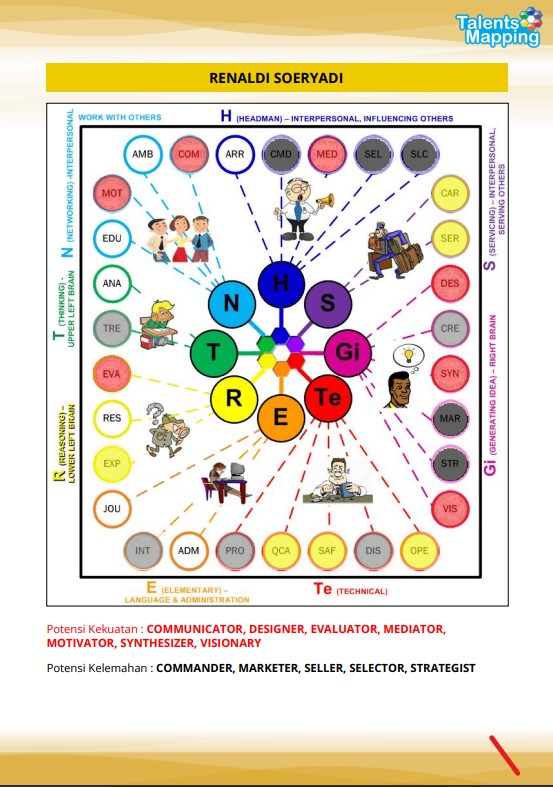 Talents
Mapping
RENALDI SOERYADI
WORK WITH OTHERS
H (HEADMAN) – INTERPERSONAL, INFLUENCING OTHERS
N (NETWORKING) -INTERPERSONAL
AMB COM ARR CMD MED SEL SLC
MOT CAR
EDU SER
S (SERVICING) – INTERPERSONAL,
SERVING OTHERS
ANA H DES
N S
T (THINKING) -
UPPER LEFT BRAIN
TRE CRE
T Gi
EVA SYN
R Te
E
RES MAR
R (REASONING) –
LOWER LEFT BRAIN
EXP STR
Gi (GENERATING IDEA) – RIGHT BRAIN
JOU VIS
INT ADM PRO QCA SAF DIS OPE
E (ELEMENTARY) –
LANGUAGE & ADMINISTRATION
Te (TECHNICAL)
Potensi Kekuatan : COMMUNICATOR, DESIGNER, EVALUATOR, MEDIATOR,
MOTIVATOR, SYNTHESIZER, VISIONARY
Potensi Kelemahan : COMMANDER, MARKETER, SELLER, SELECTOR, STRATEGIST